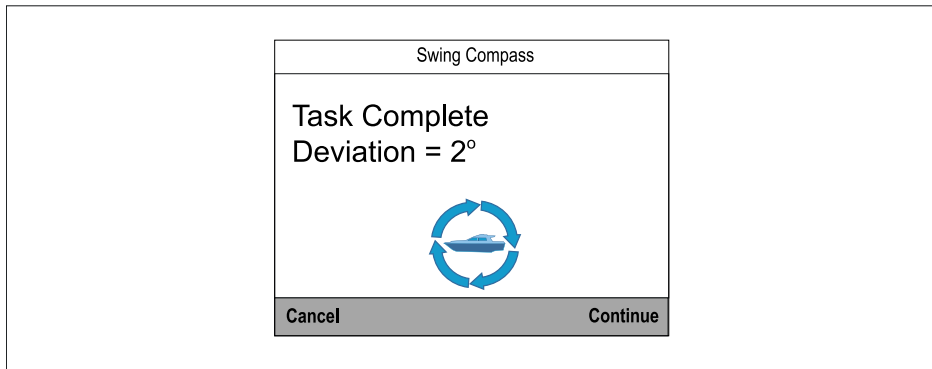 Swing Compass
Task Complete
Deviation = 2°
Cancel Continue